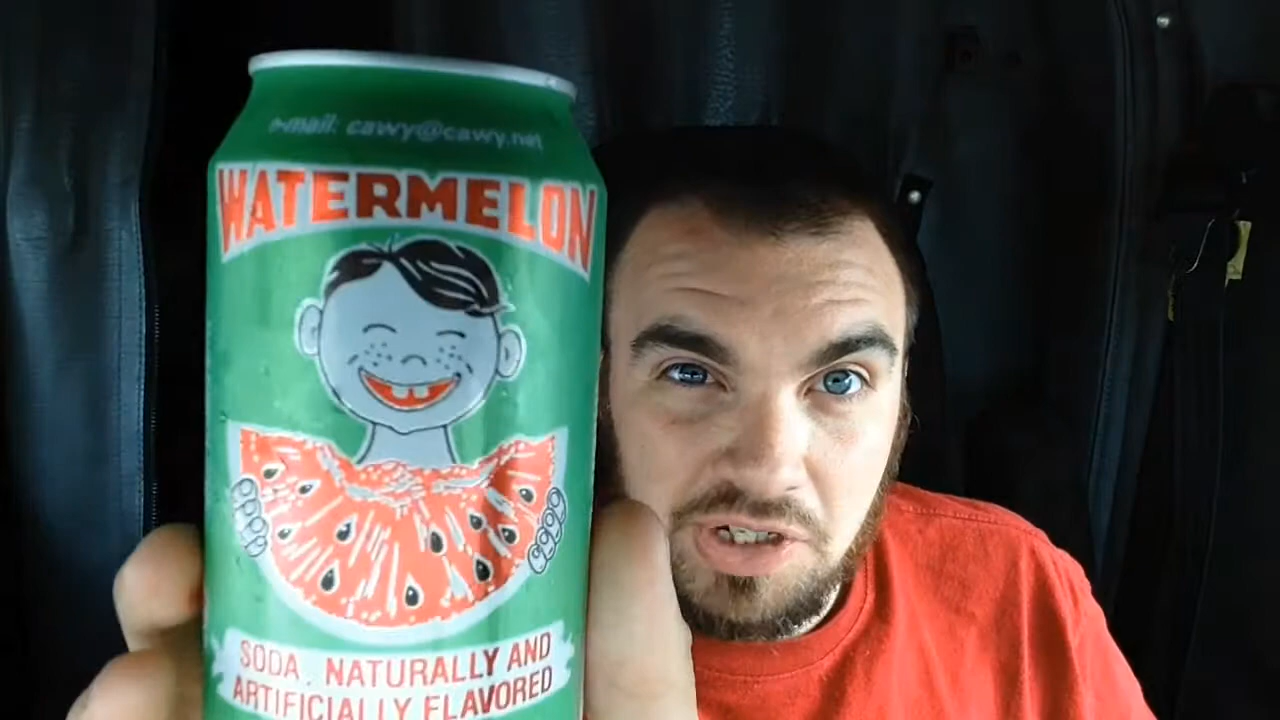 e-mail: cawy@cawy.net
WATERMELON
SODA. NATURALLY AND
ARTIFICIALLY FLAVORED